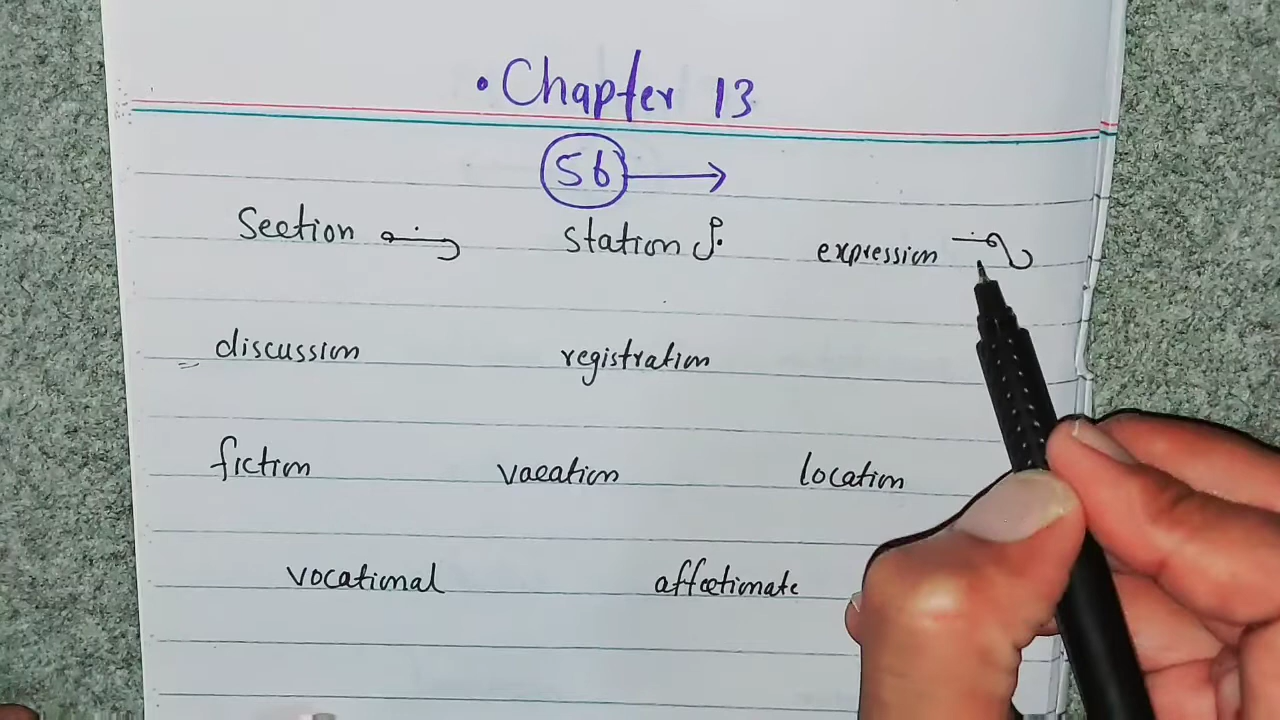 • Chapter 13
56
Section station expression
discussion registration
fiction vacation location
vocational affectionate